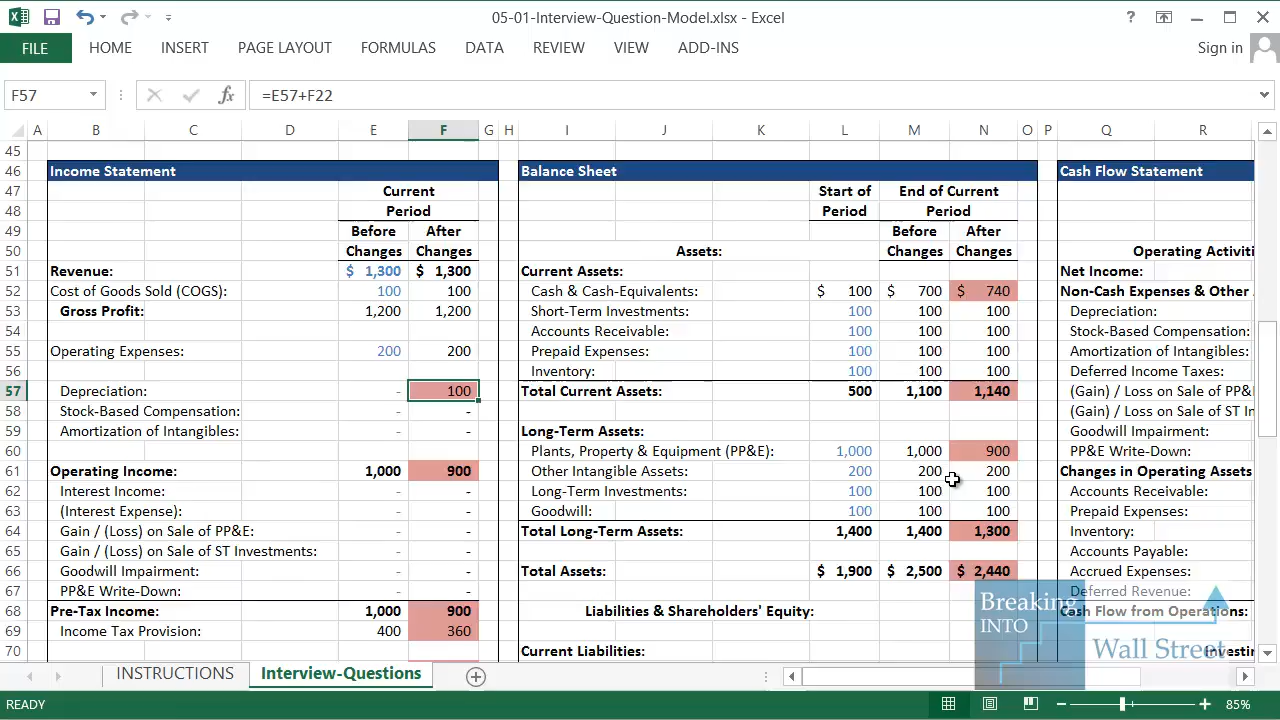 05-01-Interview-Question-Model.xlsx - Excel
FILE HOME INSERT PAGE LAYOUT FORMULAS DATA REVIEW VIEW ADD-INS Sign in
F57 fx =E57+F22
A B C D E F G H I J K L M N O P Q R
45
46 Income Statement Balance Sheet Cash Flow Statement
47 Current Start of End of Current
48 Period Period Period
49 Before After Before After
50 Changes Changes Assets: Changes Changes Operating Activiti
51 Revenue: $ 1,300 $ 1,300 Current Assets: Net Income:
52 Cost of Goods Sold (COGS): 100 100 Cash & Cash-Equivalents: $ 100 $ 700 $ 740 Non-Cash Expenses & Other
53 Gross Profit: 1,200 1,200 Short-Term Investments: 100 100 100 Depreciation:
54 Accounts Receivable: 100 100 100 Stock-Based Compensation:
55 Operating Expenses: 200 200 Prepaid Expenses: 100 100 100 Amortization of Intangibles:
56 Inventory: 100 100 100 Deferred Income Taxes:
57 Depreciation: - 100 Total Current Assets: 500 1,100 1,140 (Gain) / Loss on Sale of PP&E:
58 Stock-Based Compensation: - - (Gain) / Loss on Sale of ST In
59 Amortization of Intangibles: - - Long-Term Assets: Goodwill Impairment:
60 Plants, Property & Equipment (PP&E): 1,000 1,000 900 PP&E Write-Down:
61 Operating Income: 1,000 900 Other Intangible Assets: 200 200 200 Changes in Operating Assets
62 Interest Income: - - Long-Term Investments: 100 100 100 Accounts Receivable:
63 (Interest Expense): - - Goodwill: 100 100 100 Prepaid Expenses:
64 Gain / (Loss) on Sale of PP&E: - - Total Long-Term Assets: 1,400 1,400 1,300 Inventory:
65 Gain / (Loss) on Sale of ST Investments: - - Accounts Payable:
66 Goodwill Impairment: - - Total Assets: $ 1,900 $ 2,500 $ 2,440 Accrued Expenses:
67 PP&E Write-Down: - - Deferred Revenue:
68 Pre-Tax Income: 1,000 900 Liabilities & Shareholders' Equity: Cash Flow from Operations:
69 Income Tax Provision: 400 360
70 Current Liabilities: Investin
Breaking
INTO
Wall Street
INSTRUCTIONS Interview-Questions
READY 85%